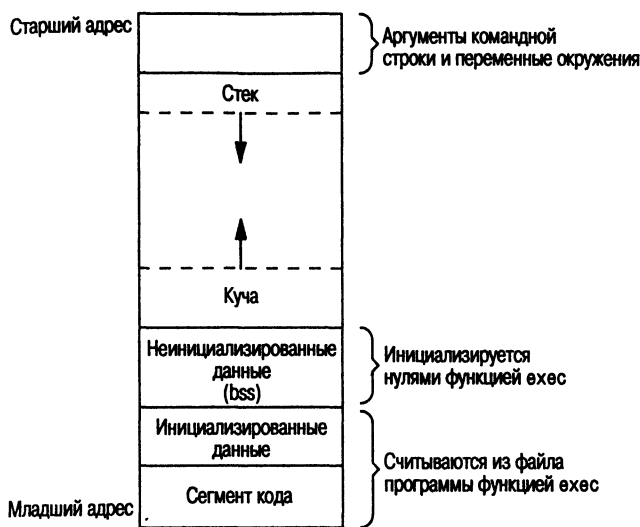 Старший адрес
Аргументы командной
строки и переменные окружения
Стек
Куча
Неинициализированные
данные
(bss)
Инициализируется
нулями функцией exec
Инициализированные
данные
Считываются из файла
программы функцией exec
Сегмент кода
Младший адрес